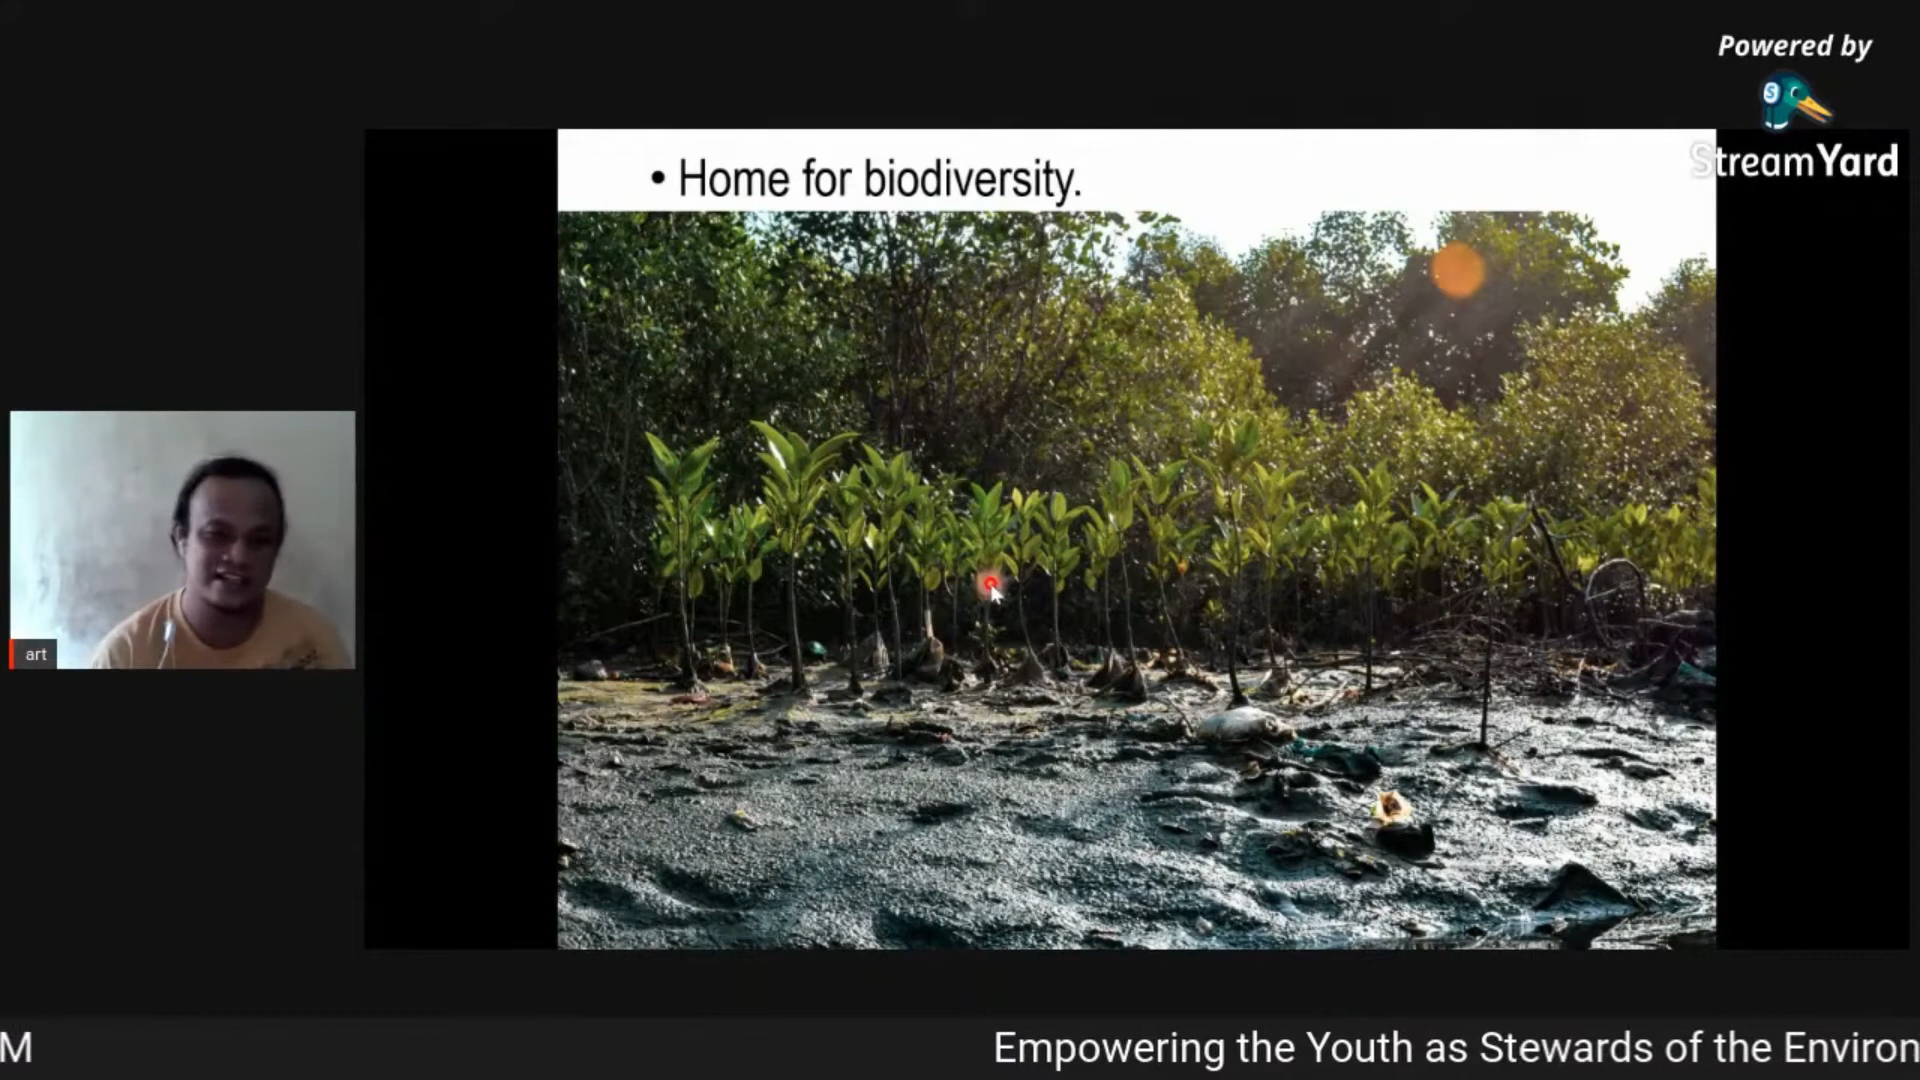 Powered by
StreamYard
• Home for biodiversity.
art
M
Empowering the Youth as Stewards of the Environ